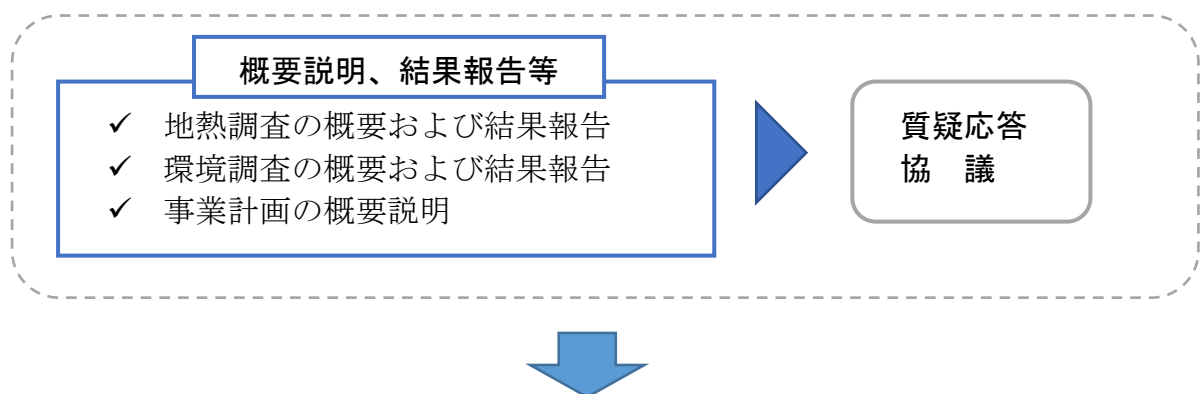 概要説明、結果報告等
✓ 地熱調査の概要および結果報告
✓ 環境調査の概要および結果報告
✓ 事業計画の概要説明
質疑応答
協　議